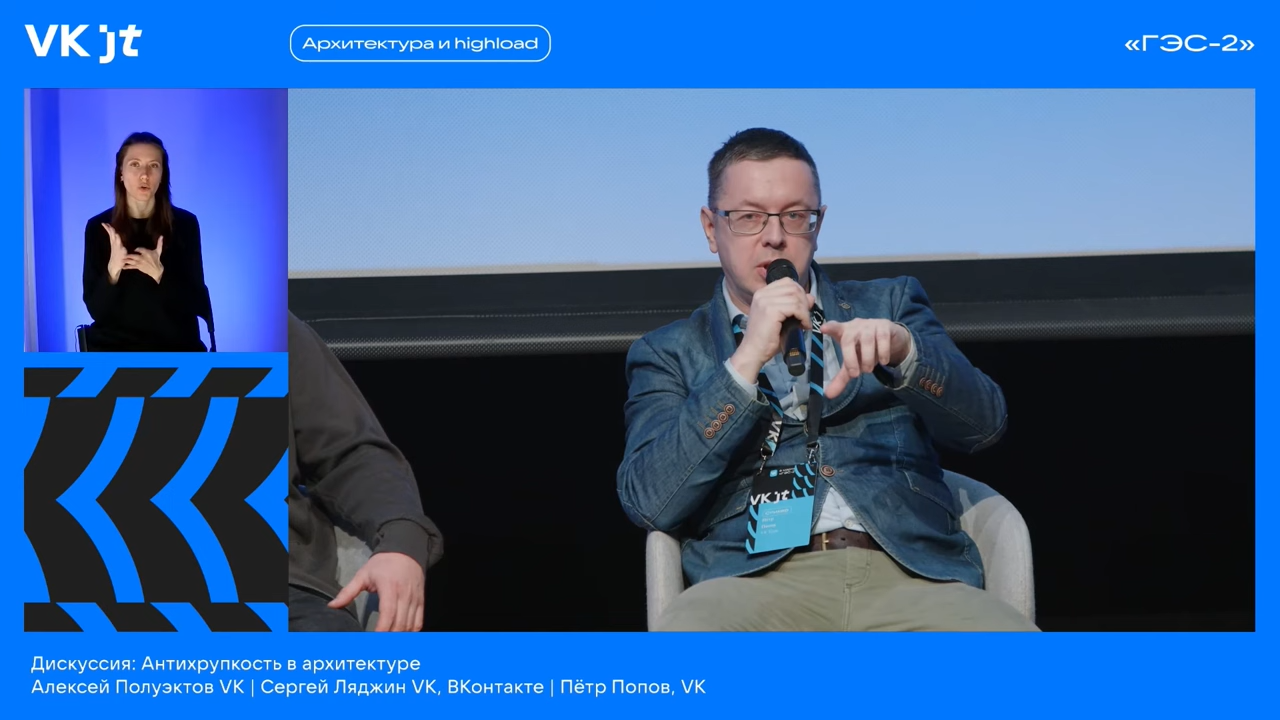 VK jt
Архитектура и highload
«ГЭС-2»
VK
VK jt
Дискуссия: Антихрупкость в архитектуре
Алексей Полуэктов VK | Сергей Ляджин VK, ВКонтакте | Пётр Попов, VK